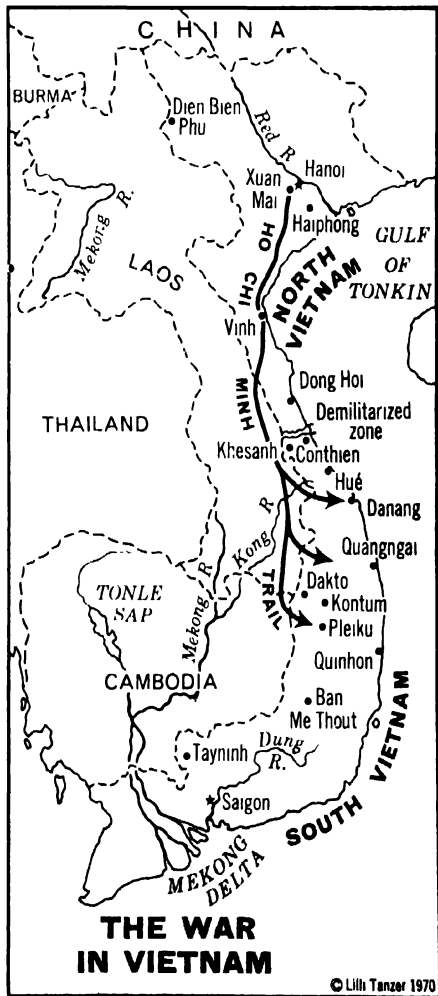 CHINA
BURMA
Dien Bien
Phu
Red R.
Hanoi
Xuan
Mai
Haiphong
Mekong R.
LAOS
HO CHI MINH TRAIL
GULF
OF
TONKIN
NORTH
VIETNAM
Vinh
Dong Hoi
Demilitarized
zone
THAILAND
Khesanh
Conthien
Hué
Danang
Kong R
Quangngai
TONLE
SAP
Mekong R
Dakto
Kontum
Pleiku
CAMBODIA
Quinhon
Ban
Me Thout
Tayninh
Dung
R.
Saigon
SOUTH VIETNAM
MEKONG
DELTA
THE WAR
IN VIETNAM
© Lilli Tanzer 1970